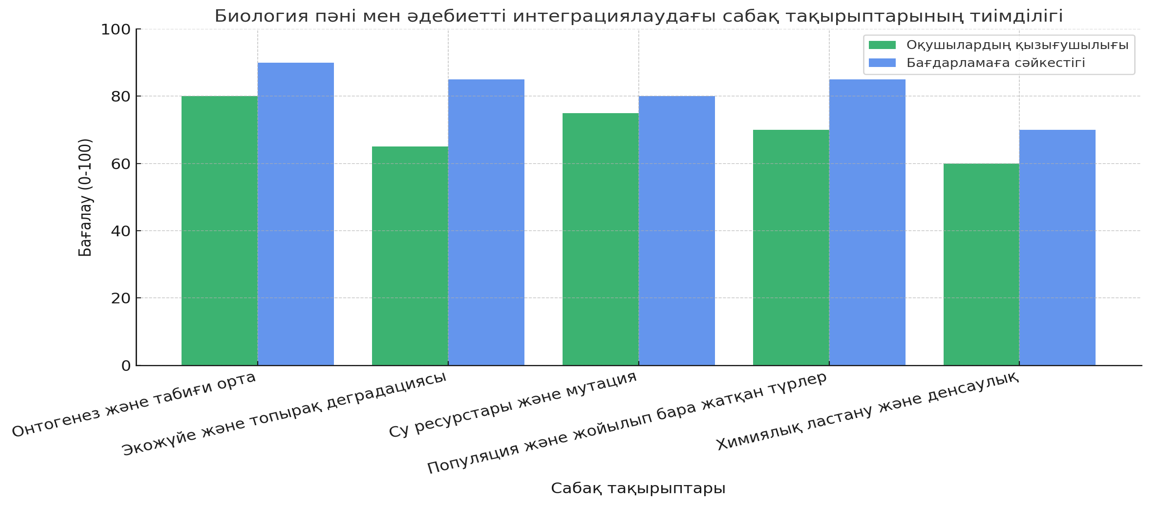 Биология пәні мен әдебиетті интеграциялаудағы сабақ тақырыптарының тиімділігі
Оқушылардың қызығушылығы
Бағдарламаға сәйкестігі
Бағалау (0-100)
100
80
60
40
20
0
Онтогенез және табиғи орта
Экожүйе және топырақ деградациясы
Су ресурстары және мутация
Популяция және жойылып бара жатқан түрлер
Химиялық ластану және денсаулық
Сабақ тақырыптары